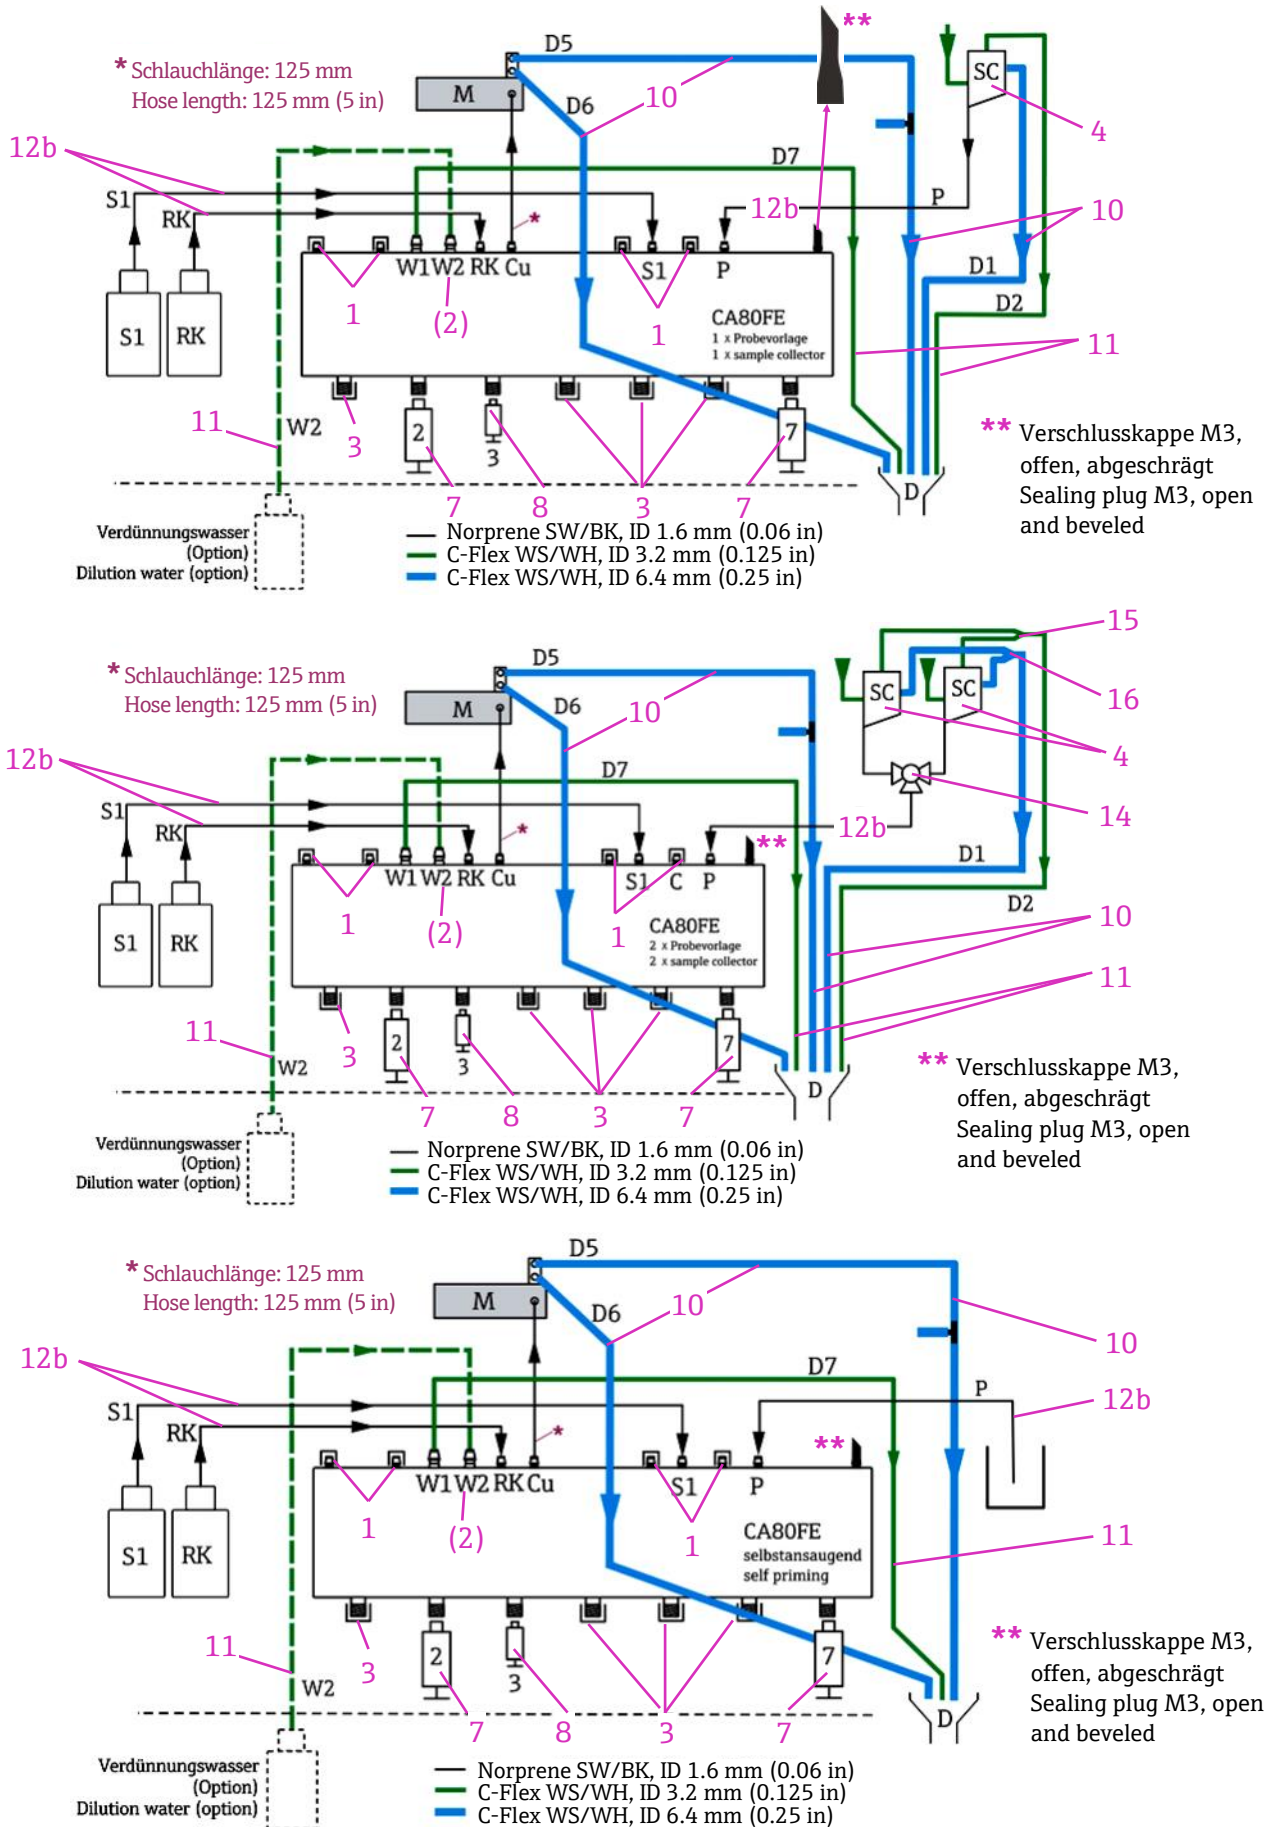 **
D5
* Schlauchlänge: 125 mm
Hose length: 125 mm (5 in)
SC
M
10
D6
4
12b
D7
S1
RK
12b
P
10
*
W1 W2 RK Cu
S1
P
D1
1
(2)
1
D2
S1
RK
CA80FE
1 x Probevorlage
1 x sample collector
11
11
W2
3
2
3
7
** Verschlusskappe M3,
offen, abgeschrägt
Sealing plug M3, open
and beveled
D
7
8
3
7
Verdünnungswasser
(Option)
Dilution water (option)
Norprene SW/BK, ID 1.6 mm (0.06 in)
C-Flex WS/WH, ID 3.2 mm (0.125 in)
C-Flex WS/WH, ID 6.4 mm (0.25 in)
15
* Schlauchlänge: 125 mm
Hose length: 125 mm (5 in)
D5
SC
SC
16
M
D6
10
4
12b
D7
14
S1
RK
*
12b
**
D1
W1 W2 RK Cu
S1
C
P
D2
1
(2)
1
10
S1
RK
CA80FE
2 x Probevorlage
2 x sample collector
11
11
W2
3
2
3
7
** Verschlusskappe M3,
offen, abgeschrägt
Sealing plug M3, open
and beveled
D
7
8
3
7
Verdünnungswasser
(Option)
Dilution water (option)
Norprene SW/BK, ID 1.6 mm (0.06 in)
C-Flex WS/WH, ID 3.2 mm (0.125 in)
C-Flex WS/WH, ID 6.4 mm (0.25 in)
D5
* Schlauchlänge: 125 mm
Hose length: 125 mm (5 in)
M
10
D6
10
12b
D7
P
12b
S1
RK
*
**
W1 W2 RK Cu
S1
P
1
(2)
1
11
S1
RK
CA80FE
selbstansaugend
self priming
11
W2
3
2
3
7
** Verschlusskappe M3,
offen, abgeschrägt
Sealing plug M3, open
and beveled
D
7
8
3
7
Verdünnungswasser
(Option)
Dilution water (option)
Norprene SW/BK, ID 1.6 mm (0.06 in)
C-Flex WS/WH, ID 3.2 mm (0.125 in)
C-Flex WS/WH, ID 6.4 mm (0.25 in)